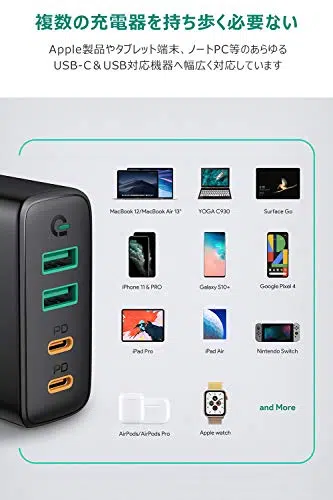 複数の充電器を持ち歩く必要ない
Apple製品やタブレット端末、ノートPC等のあらゆる
USB-C＆USB対応機器へ幅広く対応しています
MacBook 12/MacBook Air 13"
YOGA C930
Surface Go
iPhone 11 & PRO
Galaxy S10+
Google Pixel 4
PD
PD
iPad Pro
iPad Air
Nintendo Switch
AirPods/AirPods Pro
Apple watch
and More